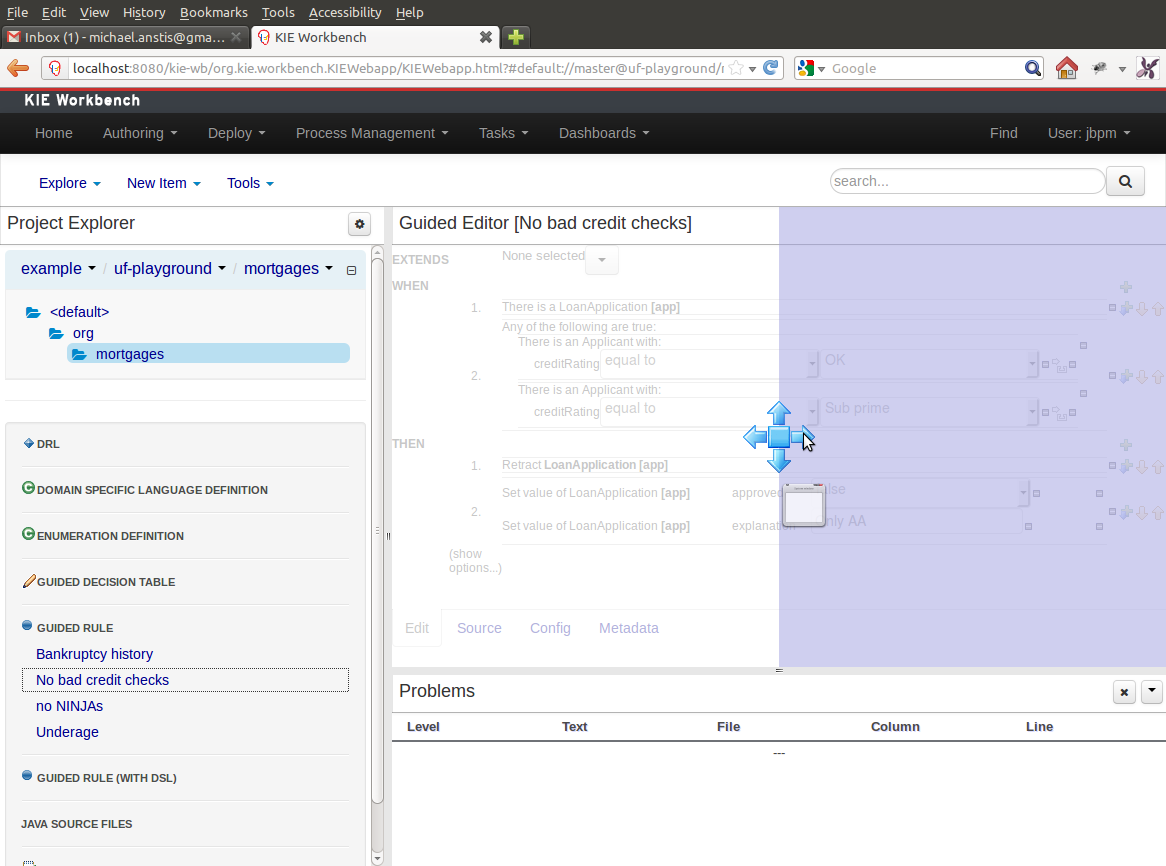 File Edit View History Bookmarks Tools Accessibility Help
Inbox (1) - michael.anstis@gma... KIE Workbench
localhost:8080/kie-wb/org.kie.workbench.KIEWebapp/KIEWebapp.html?#default://master@uf-playground/ Google
KIE Workbench
Home Authoring Deploy Process Management Tasks Dashboards Find User: jbpm
Explore New Item Tools search...
Project Explorer
example / uf-playground / mortgages
<default>
org
mortgages
DRL
DOMAIN SPECIFIC LANGUAGE DEFINITION
ENUMERATION DEFINITION
GUIDED DECISION TABLE
GUIDED RULE
Bankruptcy history
No bad credit checks
no NINJAs
Underage
GUIDED RULE (WITH DSL)
JAVA SOURCE FILES
Guided Editor [No bad credit checks]
EXTENDS None selected
WHEN
1. There is a LoanApplication [app]
Any of the following are true:
There is an Applicant with:
creditRating equal to OK
2.
There is an Applicant with:
creditRating equal to Sub prime
THEN
1. Retract LoanApplication [app]
Set value of LoanApplication [app] approved
2.
Set value of LoanApplication [app] explanation AA
(show
options...)
Edit Source Config Metadata
Problems
Level Text File Column Line
---